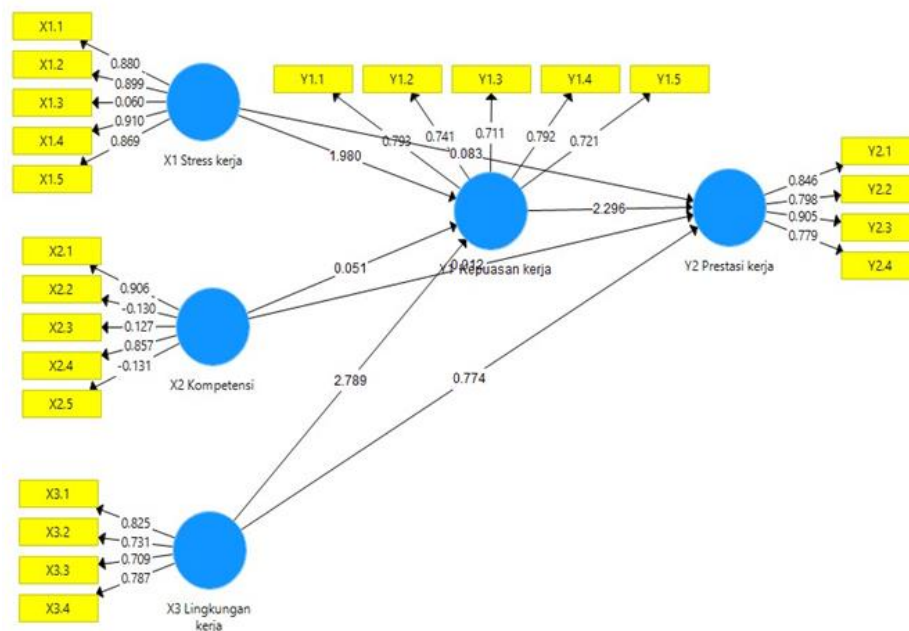 X1.1
X1.2
X1.3
X1.4
X1.5
0.880
0.899
0.060
0.910
0.869
X1 Stress kerja
Y1.1
Y1.2
Y1.3
Y1.4
Y1.5
0.793
0.741
0.711
0.792
0.721
1.980
0.083
Y2.1
Y2.2
Y2.3
Y2.4
0.846
0.798
0.905
0.779
2.296
Y2 Prestasi kerja
X2.1
X2.2
X2.3
X2.4
X2.5
0.906
-0.130
0.127
0.857
-0.131
X2 Kompetensi
0.051
Y1 Kepuasan kerja
0.012
2.789
0.774
X3.1
X3.2
X3.3
X3.4
0.825
0.731
0.709
0.787
X3 Lingkungan
kerja